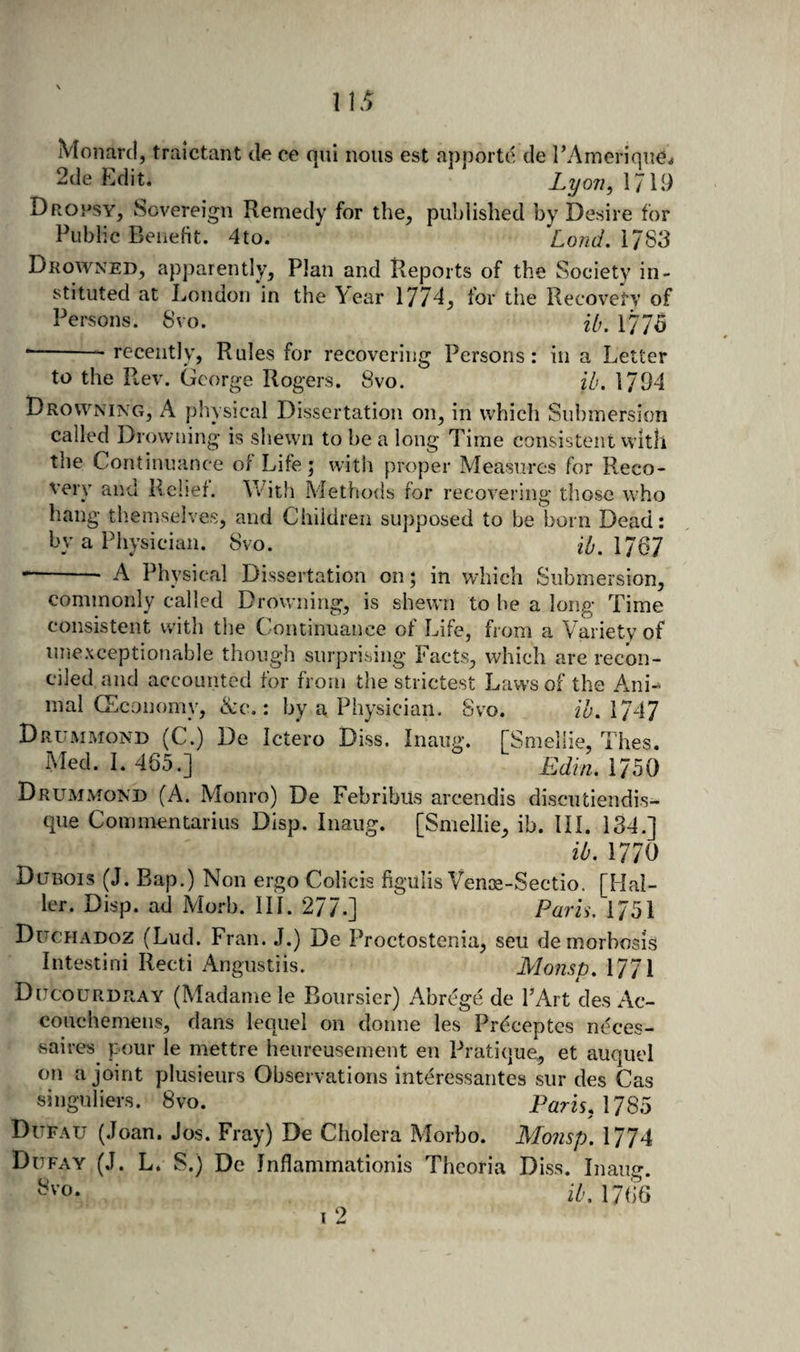 115
Monard, traictant de ce qui nous est apporté de l'Amerique.
2de Edit. Lyon, 1719
Dropsy, Sovereign Remedy for the, published by Desire for
Public Benefit. 4to. Lond. 1783
Drowned, apparently, Plan and Reports of the Society in-
stituted at London in the Year 1774, for the Recovery of
Persons. 8vo. ib. 1775
——— recently, Rules for recovering Persons: in a Letter
to the Rev. George Rogers. 8vo. ib. 1794
Drowning, A physical Dissertation on, in which Submersion
called Drowning is shewn to be a long Time consistent with
the Continuance of Life; with proper Measures for Reco-
very and Relief. With Methods for recovering those who
hang themselves, and Children supposed to be born Dead:
by a Physician. 8vo. ib. 1767
——— A Physical Dissertation on; in which Submersion,
commonly called Drowning, is shewn to be a long Time
consistent with the Continuance of Life, from a Variety of
unexceptionable though surprising Facts, which are recon-
ciled and accounted for from the strictest Laws of the Ani-
mal Œconomy, &c.: by a Physician. 8vo. ib. 1747
Drummond (C.) De Ictero Diss. Inaug. [Smellie, Thes.
Med. I. 465.] Edin. 1750
Drummond (A. Monro) De Febribus arcendis discutiendis-
que Commentarius Disp. Inaug. [Smellie, ib. III. 134.]
ib. 1770
Dubois (J. Bap.) Non ergo Colicis figulis Venæ-Sectio. [Hal-
ler. Disp. ad Morb. III. 277.] Paris. 1751
Duchadoz (Lud. Fran. J.) De Proctostenia, seu de morbosis
Intestini Recti Angustiis. Monsp. 1771
Ducourdray (Madame le Boursier) Abrégé de l'Art des Ac-
couchemens, dans lequel on donne les Préceptes néces-
saires pour le mettre heureusement en Pratique, et auquel
on a joint plusieurs Observations intéressantes sur des Cas
singuliers. 8vo. Paris, 1785
Dufau (Joan. Jos. Fray) De Cholera Morbo. Monsp. 1774
Dufay (J. L. S.) De Inflammationis Theoria Diss. Inaug.
8vo. ib. 1766
I 2